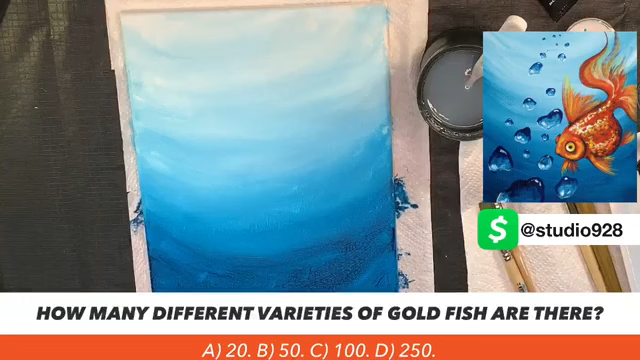 @studio928
HOW MANY DIFFERENT VARIETIES OF GOLD FISH ARE THERE?
A) 20. B) 50. C) 100. D) 250.